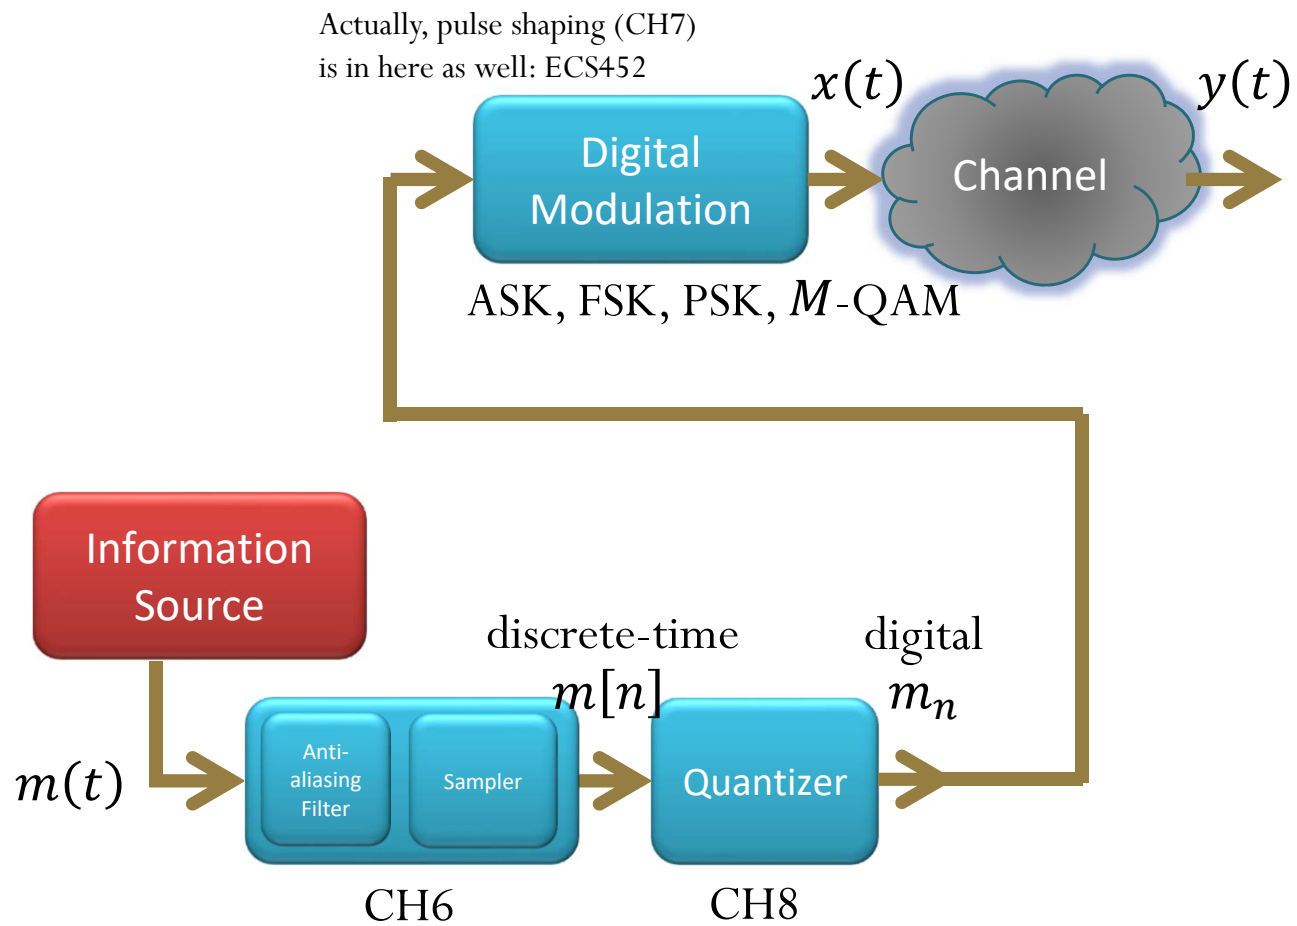 Actually, pulse shaping (CH7)
is in here as well: ECS452
x(t)
y(t)
Digital
Modulation
Channel
ASK, FSK, PSK, M-QAM
Information
Source
discrete-time
m[n]
digital
mₙ
m(t)
Anti-
aliasing
Filter
Sampler
Quantizer
CH6
CH8